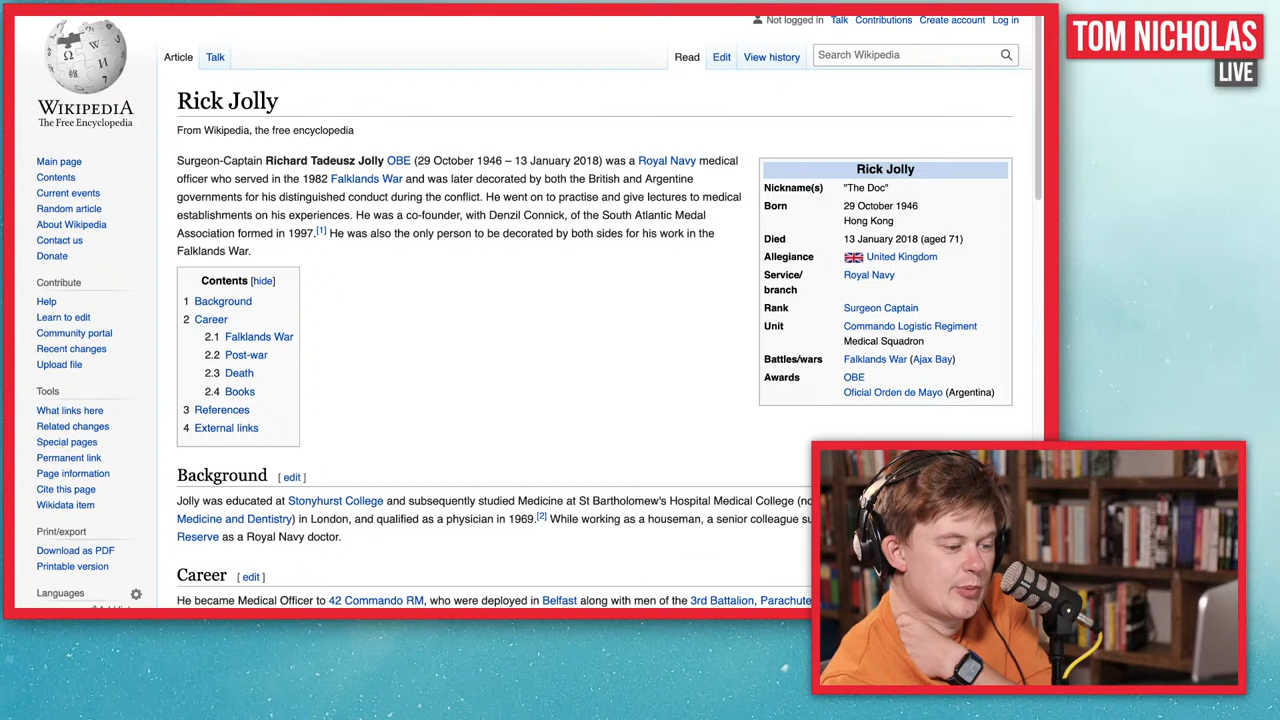 TOM NICHOLAS
LIVE
Not logged in Talk Contributions Create account Log in
Article Talk Read Edit View history Search Wikipedia
WIKIPEDIA
The Free Encyclopedia
Main page
Contents
Current events
Random article
About Wikipedia
Contact us
Donate
Contribute
Help
Learn to edit
Community portal
Recent changes
Upload file
Tools
What links here
Related changes
Special pages
Permanent link
Page information
Cite this page
Wikidata item
Print/export
Download as PDF
Printable version
Languages
Rick Jolly
From Wikipedia, the free encyclopedia
Surgeon-Captain Richard Tadeusz Jolly OBE (29 October 1946 – 13 January 2018) was a Royal Navy medical
officer who served in the 1982 Falklands War and was later decorated by both the British and Argentine
governments for his distinguished conduct during the conflict. He went on to practise and give lectures to medical
establishments on his experiences. He was a co-founder, with Denzil Connick, of the South Atlantic Medal
Association formed in 1997.[1] He was also the only person to be decorated by both sides for his work in the
Falklands War.
Contents [hide]
1 Background
2 Career
2.1 Falklands War
2.2 Post-war
2.3 Death
2.4 Books
3 References
4 External links
Rick Jolly
Nickname(s) "The Doc"
Born 29 October 1946
Hong Kong
Died 13 January 2018 (aged 71)
Allegiance United Kingdom
Service/ Royal Navy
branch
Rank Surgeon Captain
Unit Commando Logistic Regiment
Medical Squadron
Battles/wars Falklands War (Ajax Bay)
Awards OBE
Oficial Orden de Mayo (Argentina)
Background [ edit ]
Jolly was educated at Stonyhurst College and subsequently studied Medicine at St Bartholomew's Hospital Medical College
Medicine and Dentistry) in London, and qualified as a physician in 1969.[2] While working as a houseman, a senior colleague
Reserve as a Royal Navy doctor.
Career [ edit ]
He became Medical Officer to 42 Commando RM, who were deployed in Belfast along with men of the 3rd Battalion, Parachute